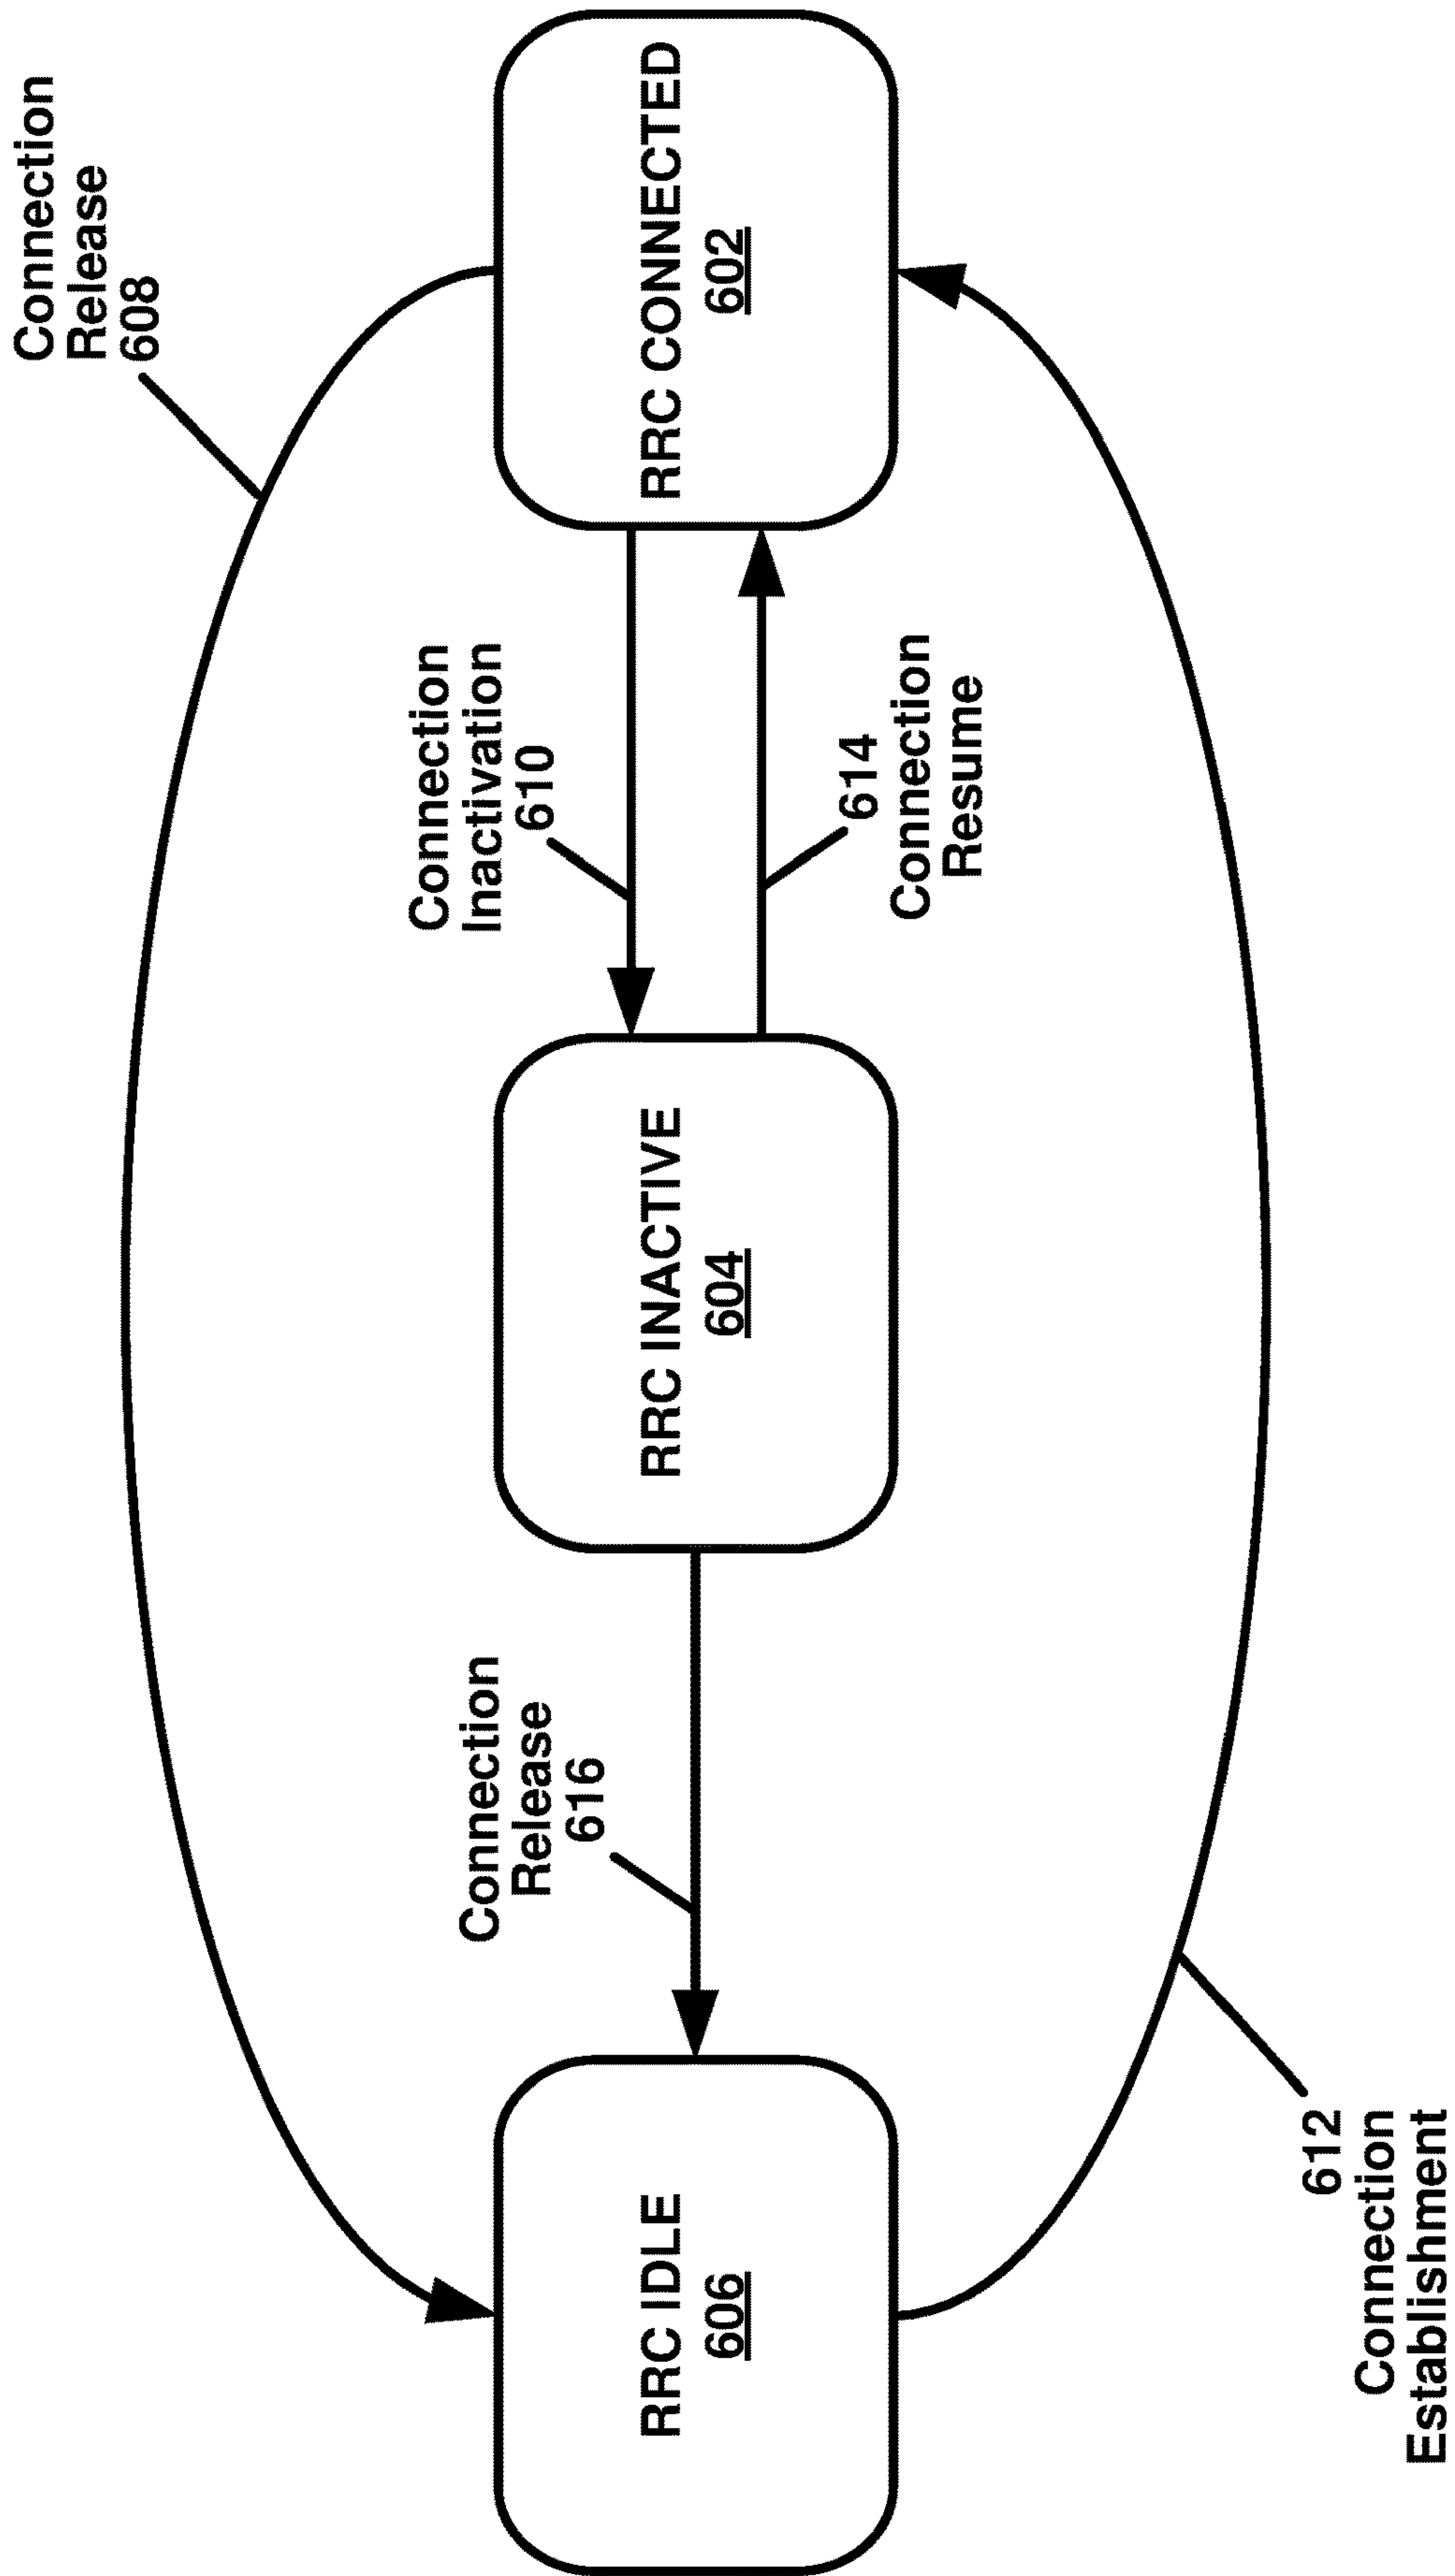 Connection
Release
608
RRC IDLE
606
Connection
Release
616
RRC INACTIVE
604
Connection
Inactivation
610
614
Connection
Resume
RRC CONNECTED
602
612
Connection
Establishment